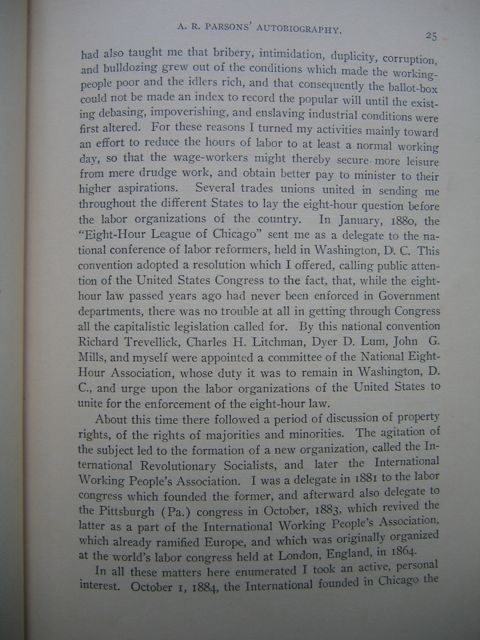 A. R. PARSONS' AUTOBIOGRAPHY. 25
had also taught me that bribery, intimidation, duplicity, corruption,
and bulldozing grew out of the conditions which made the working-
people poor and the idlers rich, and that consequently the ballot-box
could not be made an index to record the popular will until the exist-
ing debasing, impoverishing, and enslaving industrial conditions were
first altered. For these reasons I turned my activities mainly toward
an effort to reduce the hours of labor to at least a normal working
day, so that the wage-workers might thereby secure more leisure
from mere drudge work, and obtain better pay to minister to their
higher aspirations. Several trades unions united in sending me
throughout the different States to lay the eight-hour question before
the labor organizations of the country. In January, 1880, the
"Eight-Hour League of Chicago" sent me as a delegate to the na-
tional conference of labor reformers, held in Washington, D. C. This
convention adopted a resolution which I offered, calling public atten-
tion of the United States Congress to the fact, that, while the eight-
hour law passed years ago had never been enforced in Government
departments, there was no trouble at all in getting through Congress
all the capitalistic legislation called for. By this national convention
Richard Trevellick, Charles H. Litchman, Dyer D. Lum, John G.
Mills, and myself were appointed a committee of the National Eight-
Hour Association, whose duty it was to remain in Washington, D.
C., and urge upon the labor organizations of the United States to
unite for the enforcement of the eight-hour law.
About this time there followed a period of discussion of property
rights, of the rights of majorities and minorities. The agitation of
the subject led to the formation of a new organization, called the In-
ternational Revolutionary Socialists, and later the International
Working People's Association. I was a delegate in 1881 to the labor
congress which founded the former, and afterward also delegate to
the Pittsburgh (Pa.) congress in October, 1883, which revived the
latter as a part of the International Working People's Association,
which already ramified Europe, and which was originally organized
at the world's labor congress held at London, England, in 1864.
In all these matters here enumerated I took an active, personal
interest. October 1, 1884, the International founded in Chicago the